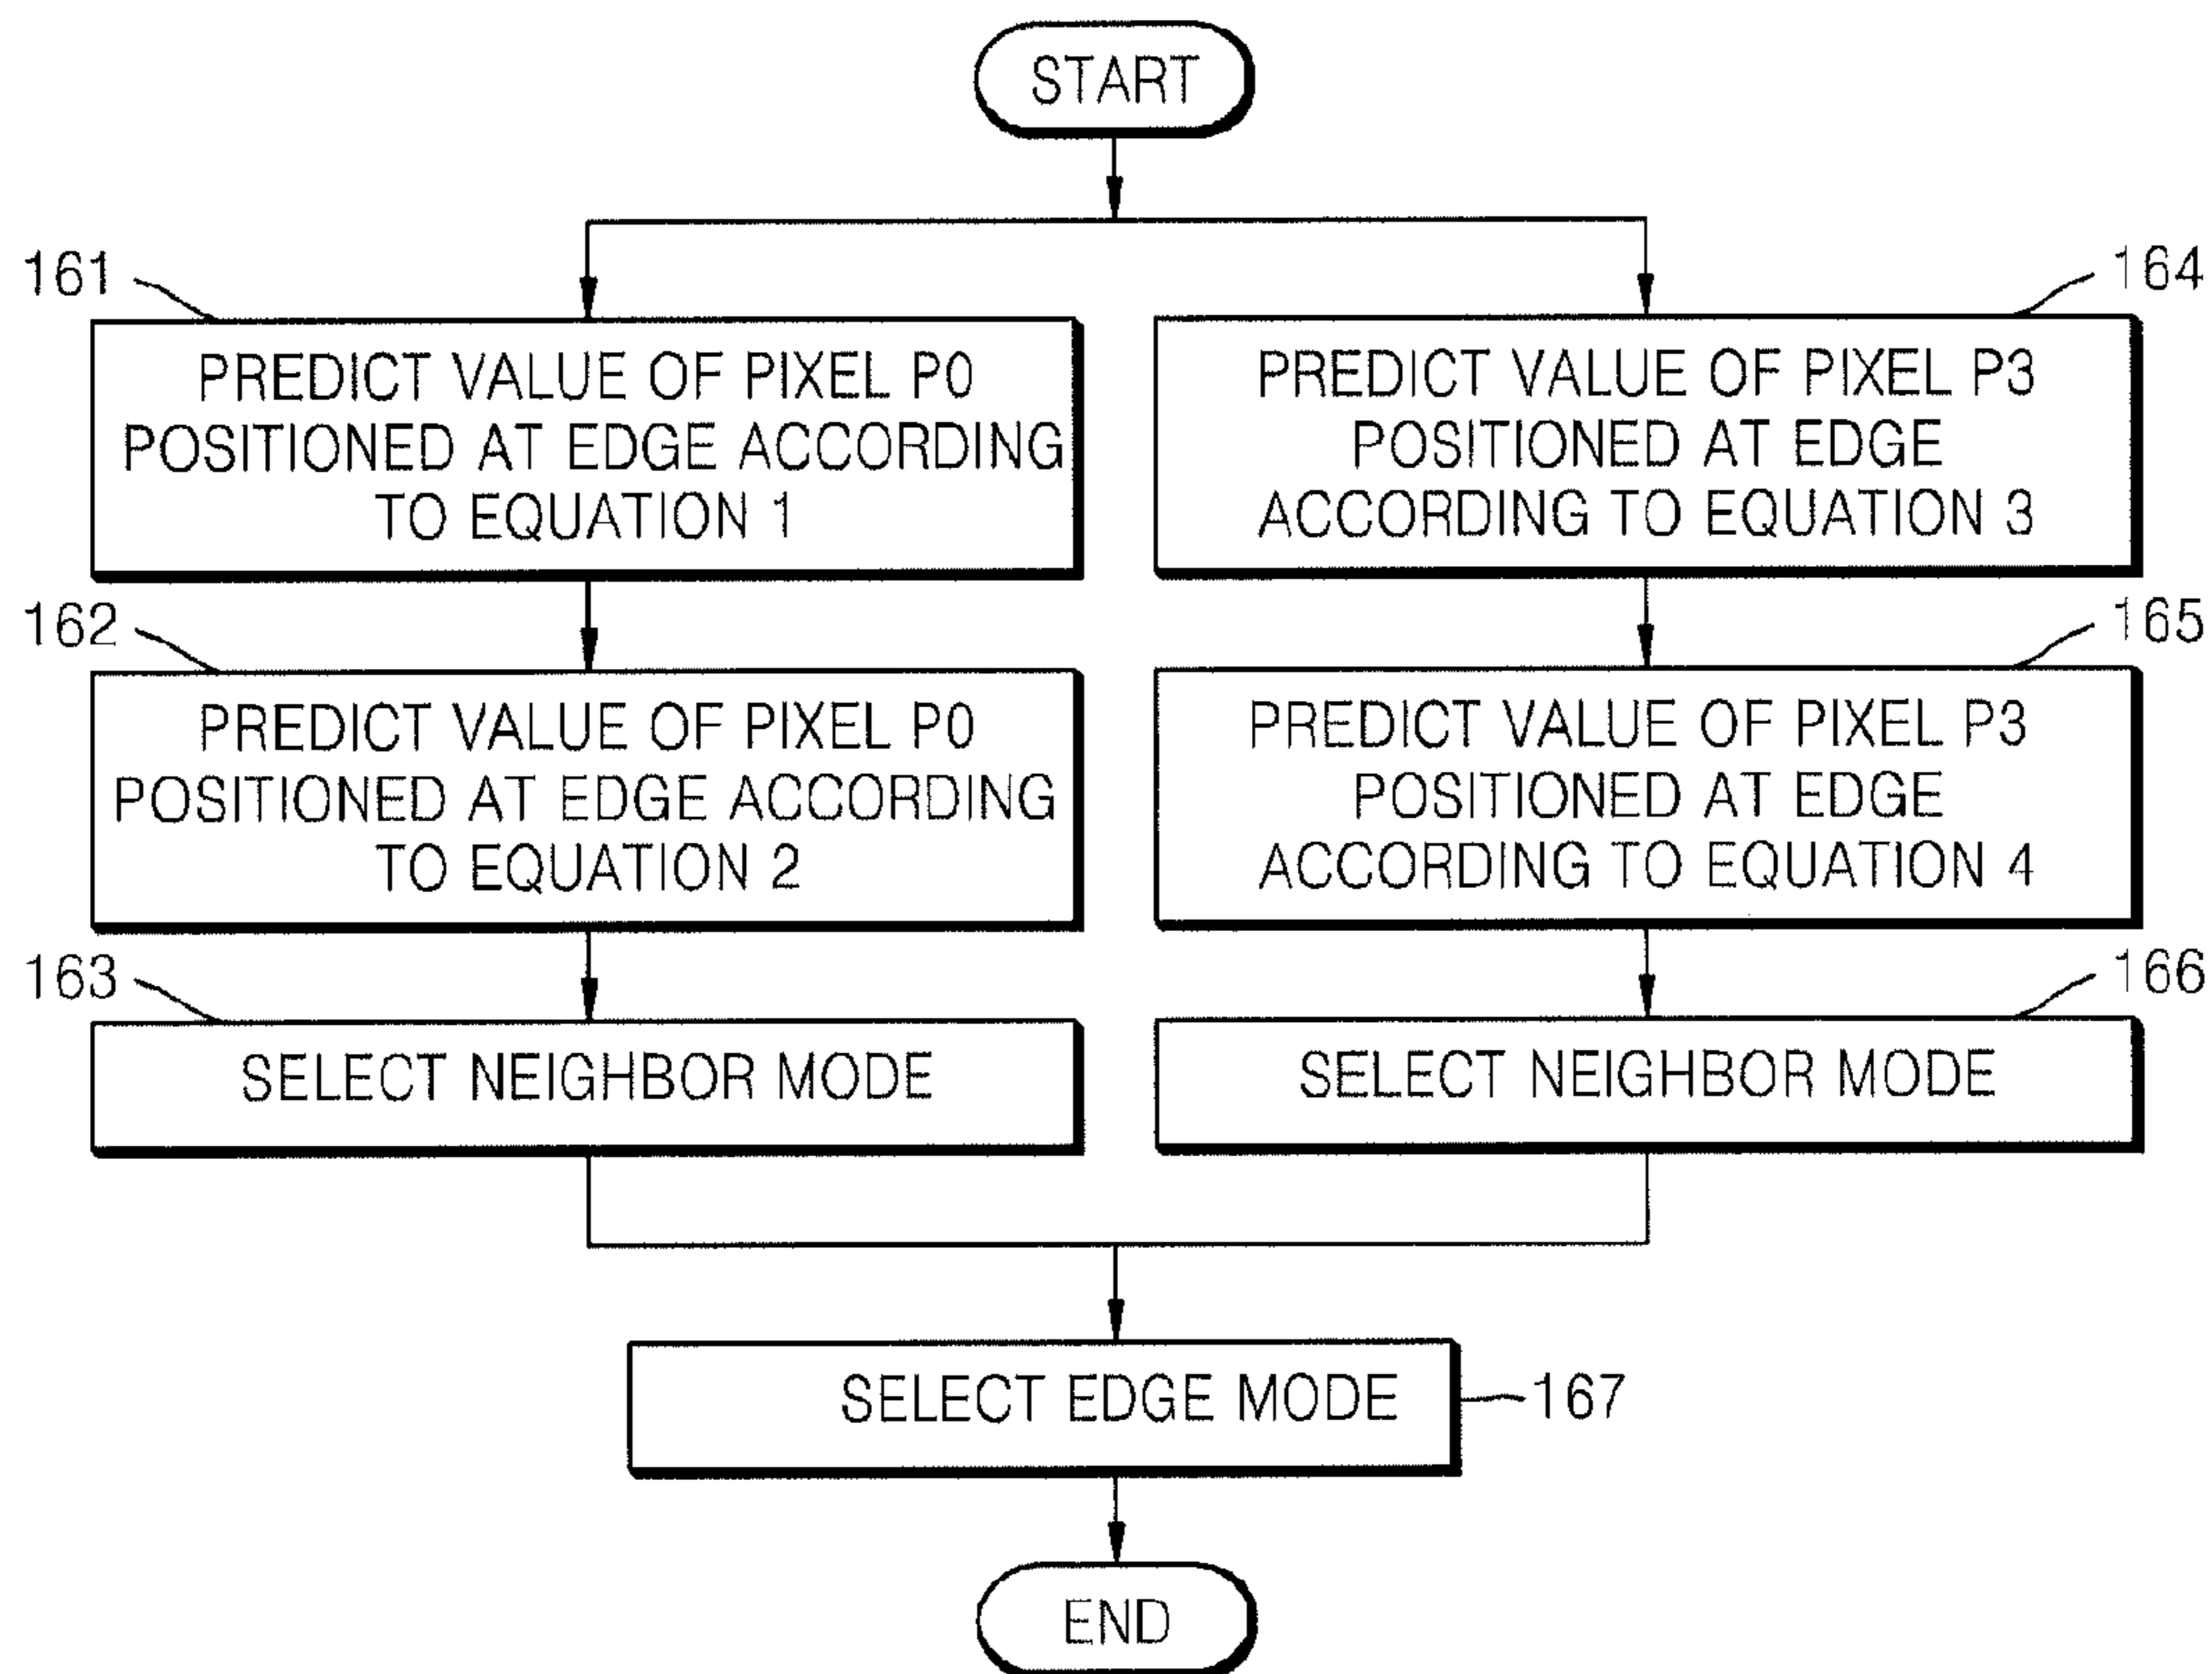 START
161
PREDICT VALUE OF PIXEL P0
POSITIONED AT EDGE ACCORDING
TO EQUATION 1
164
PREDICT VALUE OF PIXEL P3
POSITIONED AT EDGE
ACCORDING TO EQUATION 3
162
PREDICT VALUE OF PIXEL P0
POSITIONED AT EDGE ACCORDING
TO EQUATION 2
165
PREDICT VALUE OF PIXEL P3
POSITIONED AT EDGE
ACCORDING TO EQUATION 4
163
SELECT NEIGHBOR MODE
166
SELECT NEIGHBOR MODE
SELECT EDGE MODE
167
END